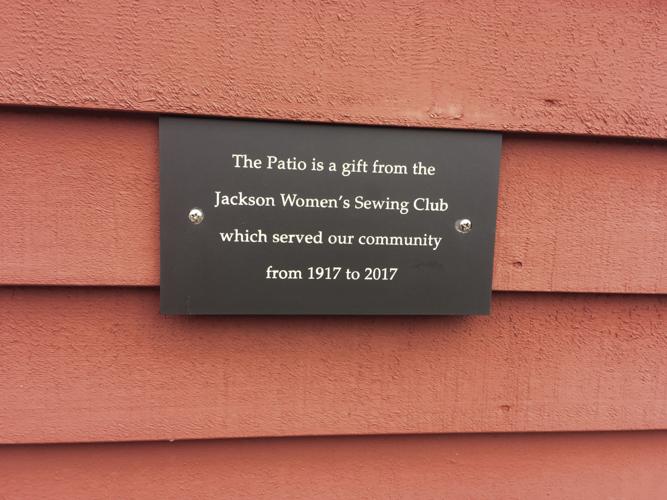 The Patio is a gift from the
Jackson Women's Sewing Club
which served our community
from 1917 to 2017